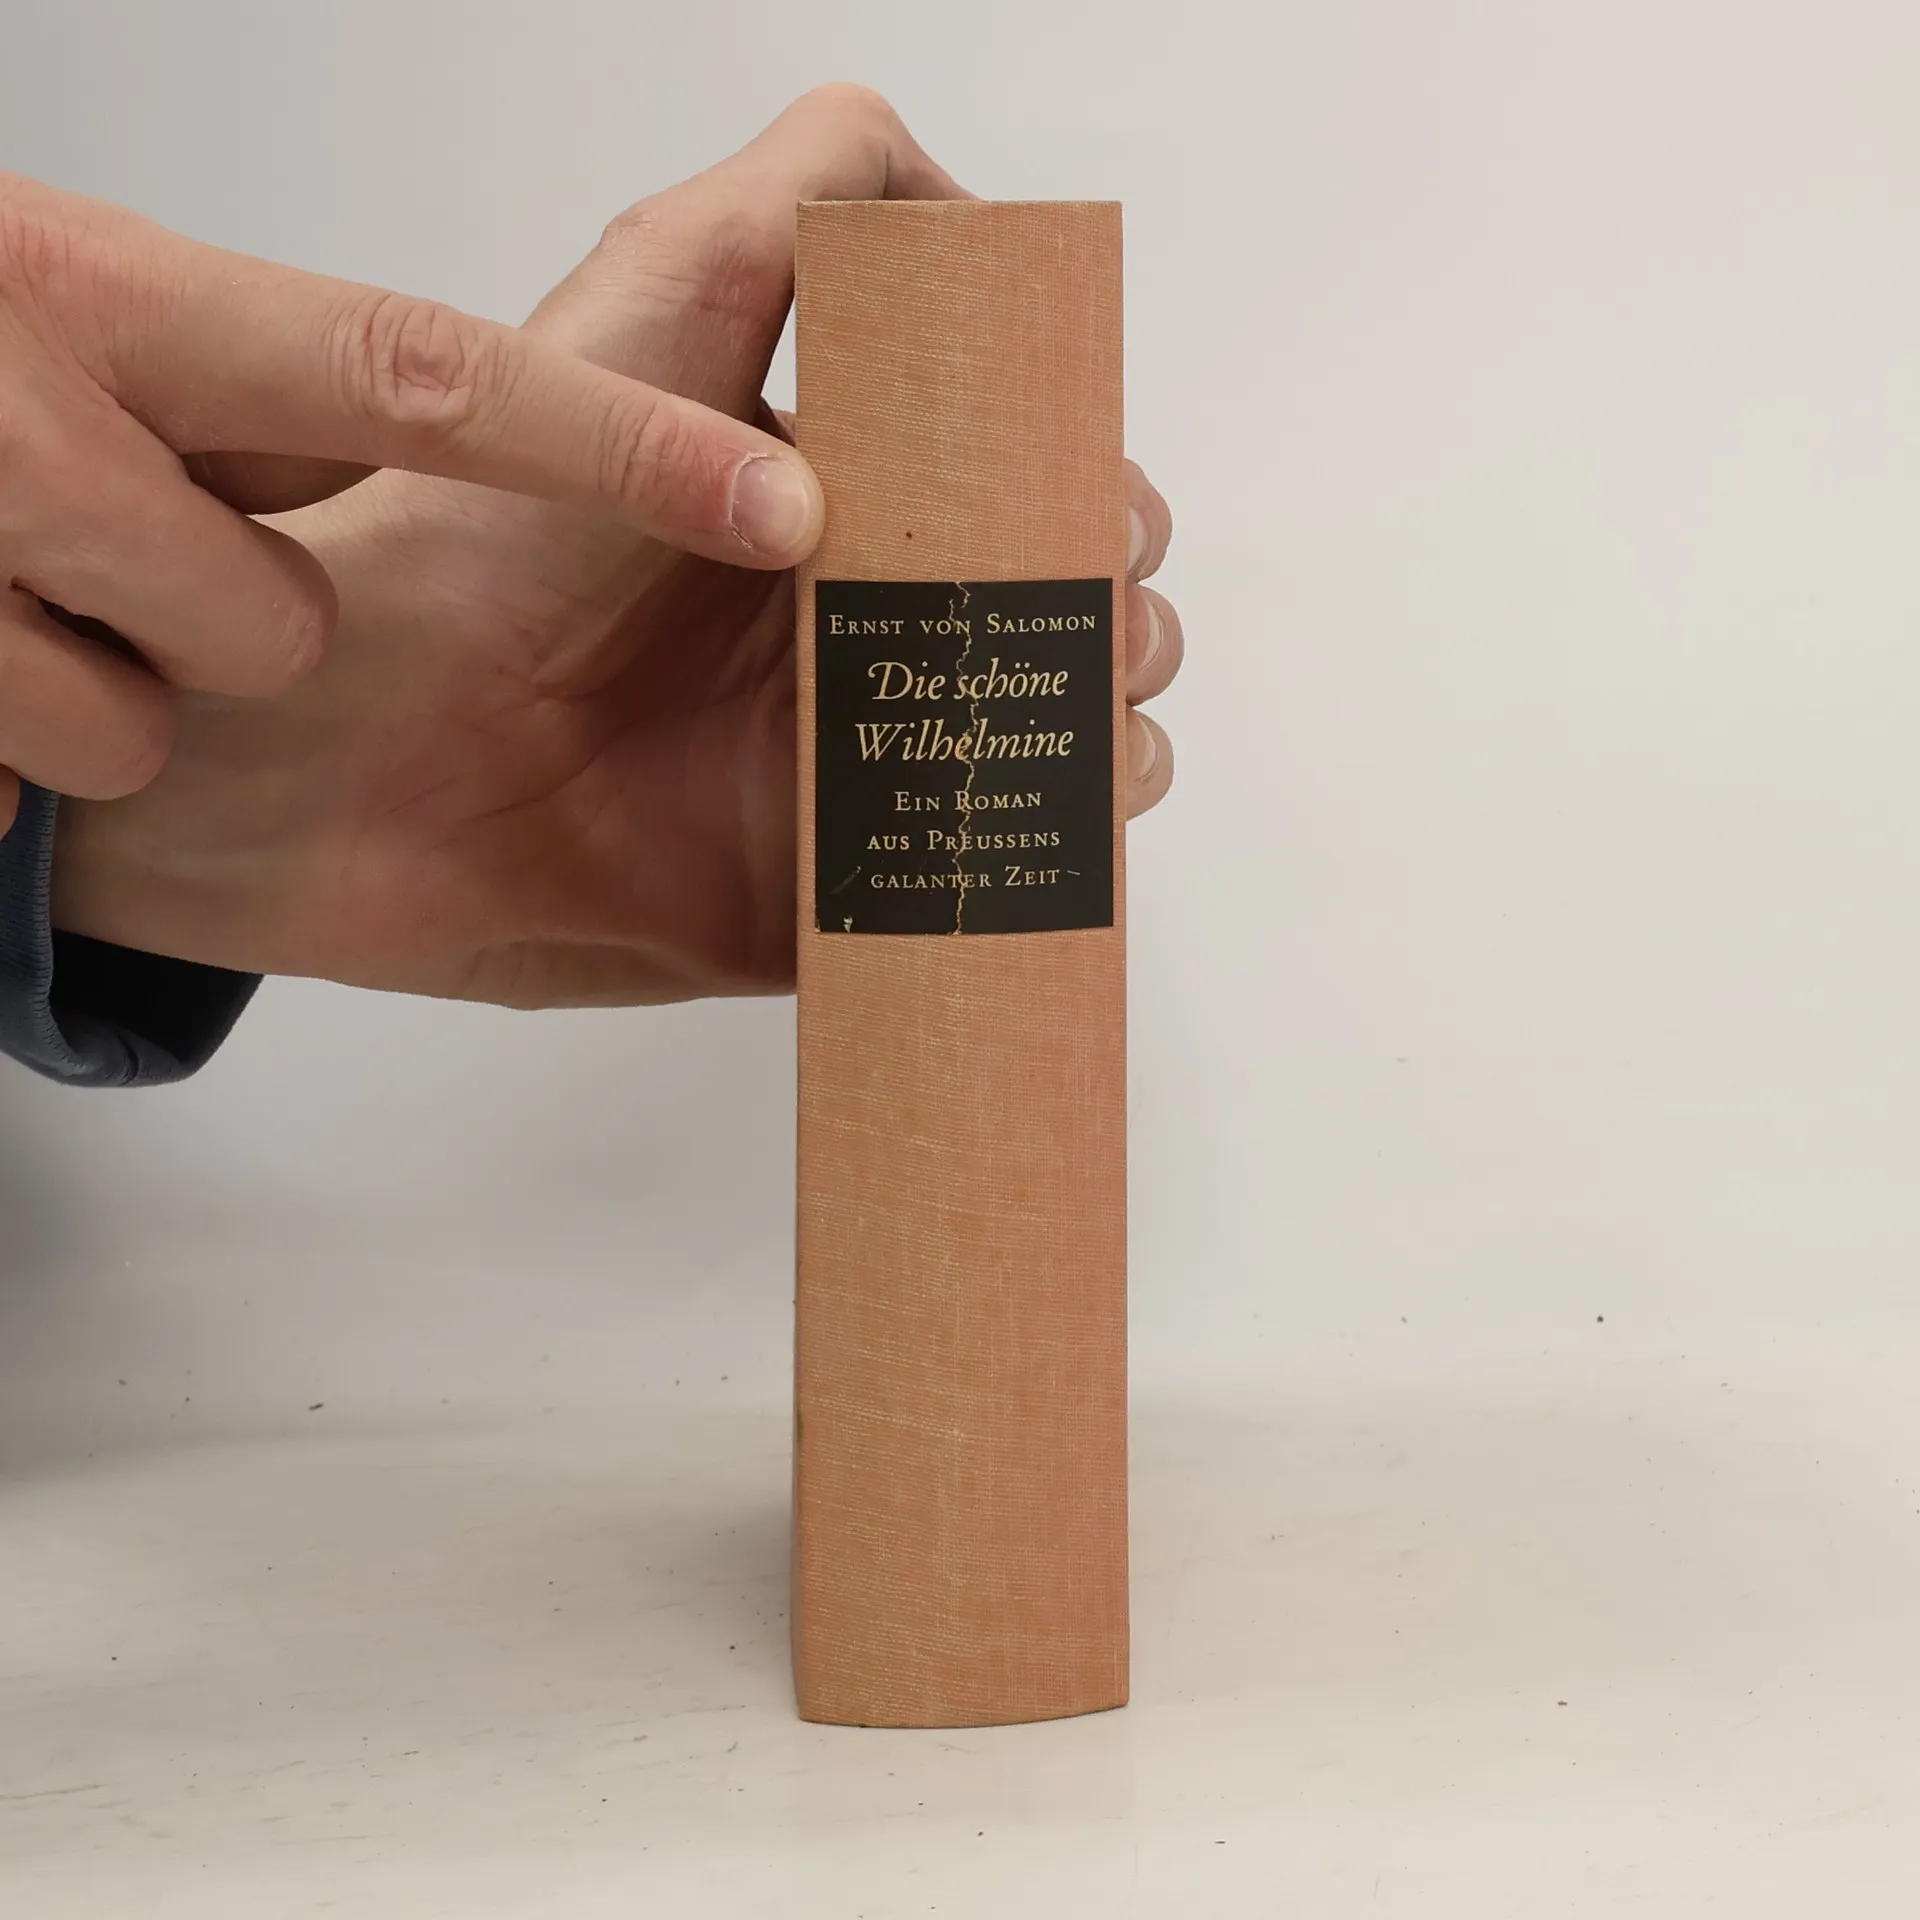 Ernst von Salomon
Die schöne
Wilhelmine
Ein Roman
aus Preussens
galanter Zeit